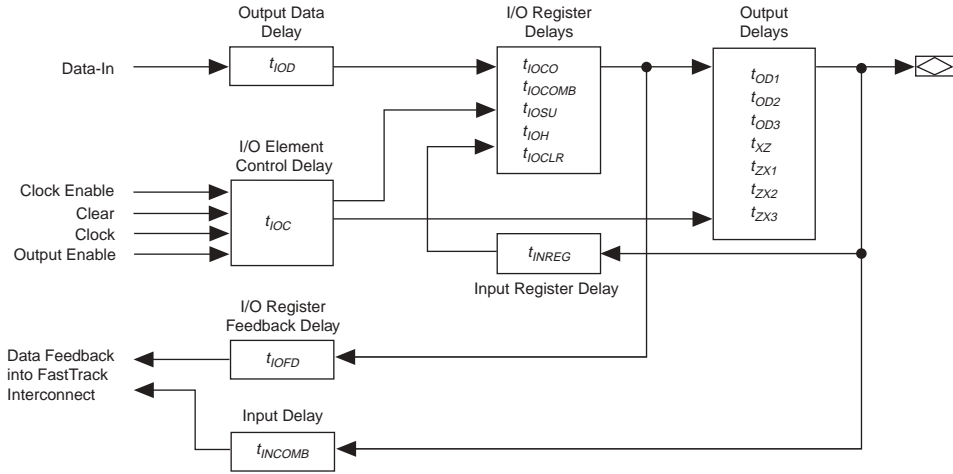 Output Data
Delay
I/O Register
Delays
Output
Delays
Data-In
tIOD
tIOCO
tIOCOMB
tIOSU
tIOH
tIOCLR
tOD1
tOD2
tOD3
tXZ
tZX1
tZX2
tZX3
I/O Element
Control Delay
Clock Enable
Clear
Clock
Output Enable
tIOC
tINREG
Input Register Delay
I/O Register
Feedback Delay
Data Feedback
into FastTrack
Interconnect
tIOFD
Input Delay
tINCOMB